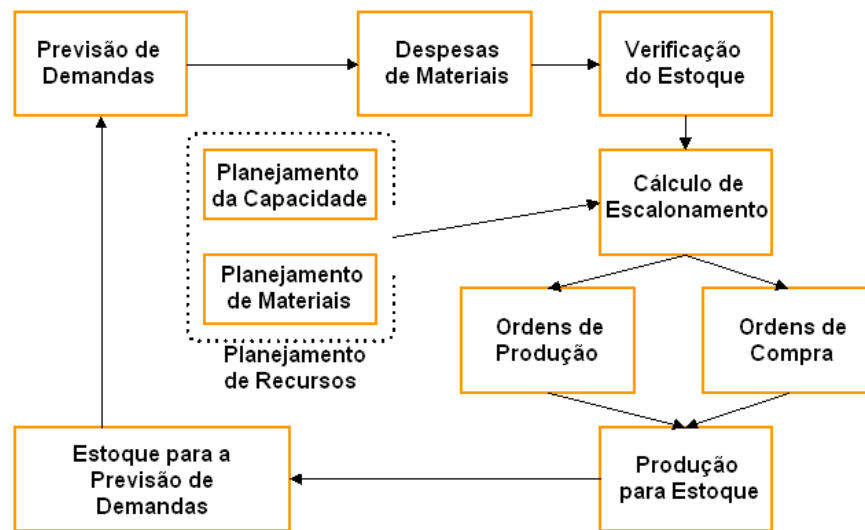 Previsão de
Demandas
Despesas
de Materiais
Verificação
do Estoque
Planejamento
da Capacidade
Cálculo de
Escalonamento
Planejamento
de Materiais
Planejamento
de Recursos
Ordens de
Produção
Ordens de
Compra
Estoque para a
Previsão de
Demandas
Produção
para Estoque